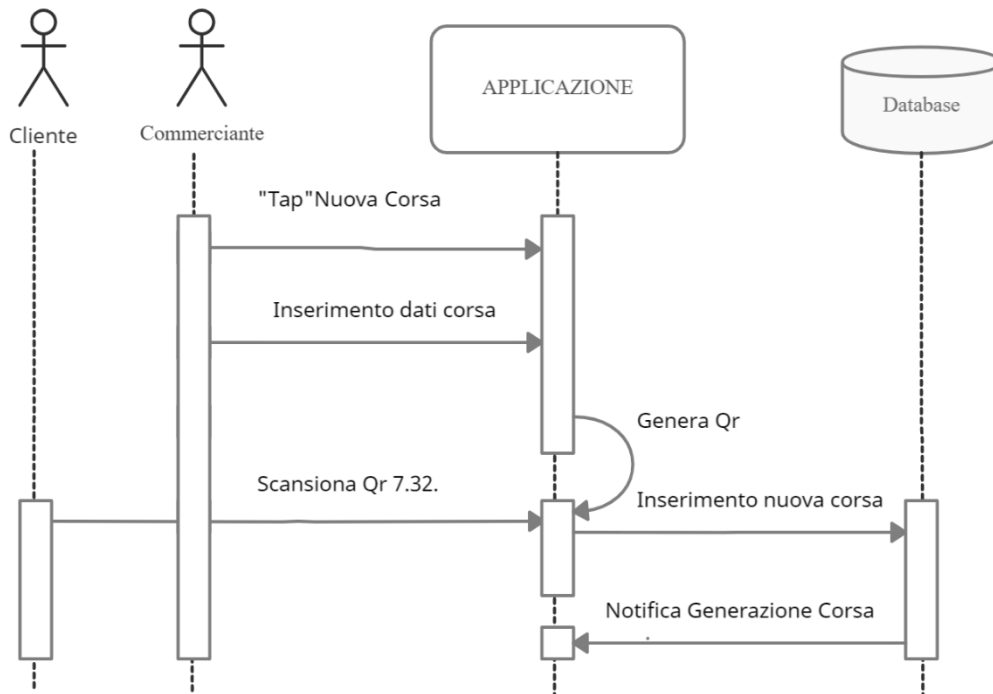 APPLICAZIONE
Database
Cliente
Commerciante
"Tap"Nuova Corsa
Inserimento dati corsa
Genera Qr
Scansiona Qr 7.32.
Inserimento nuova corsa
Notifica Generazione Corsa